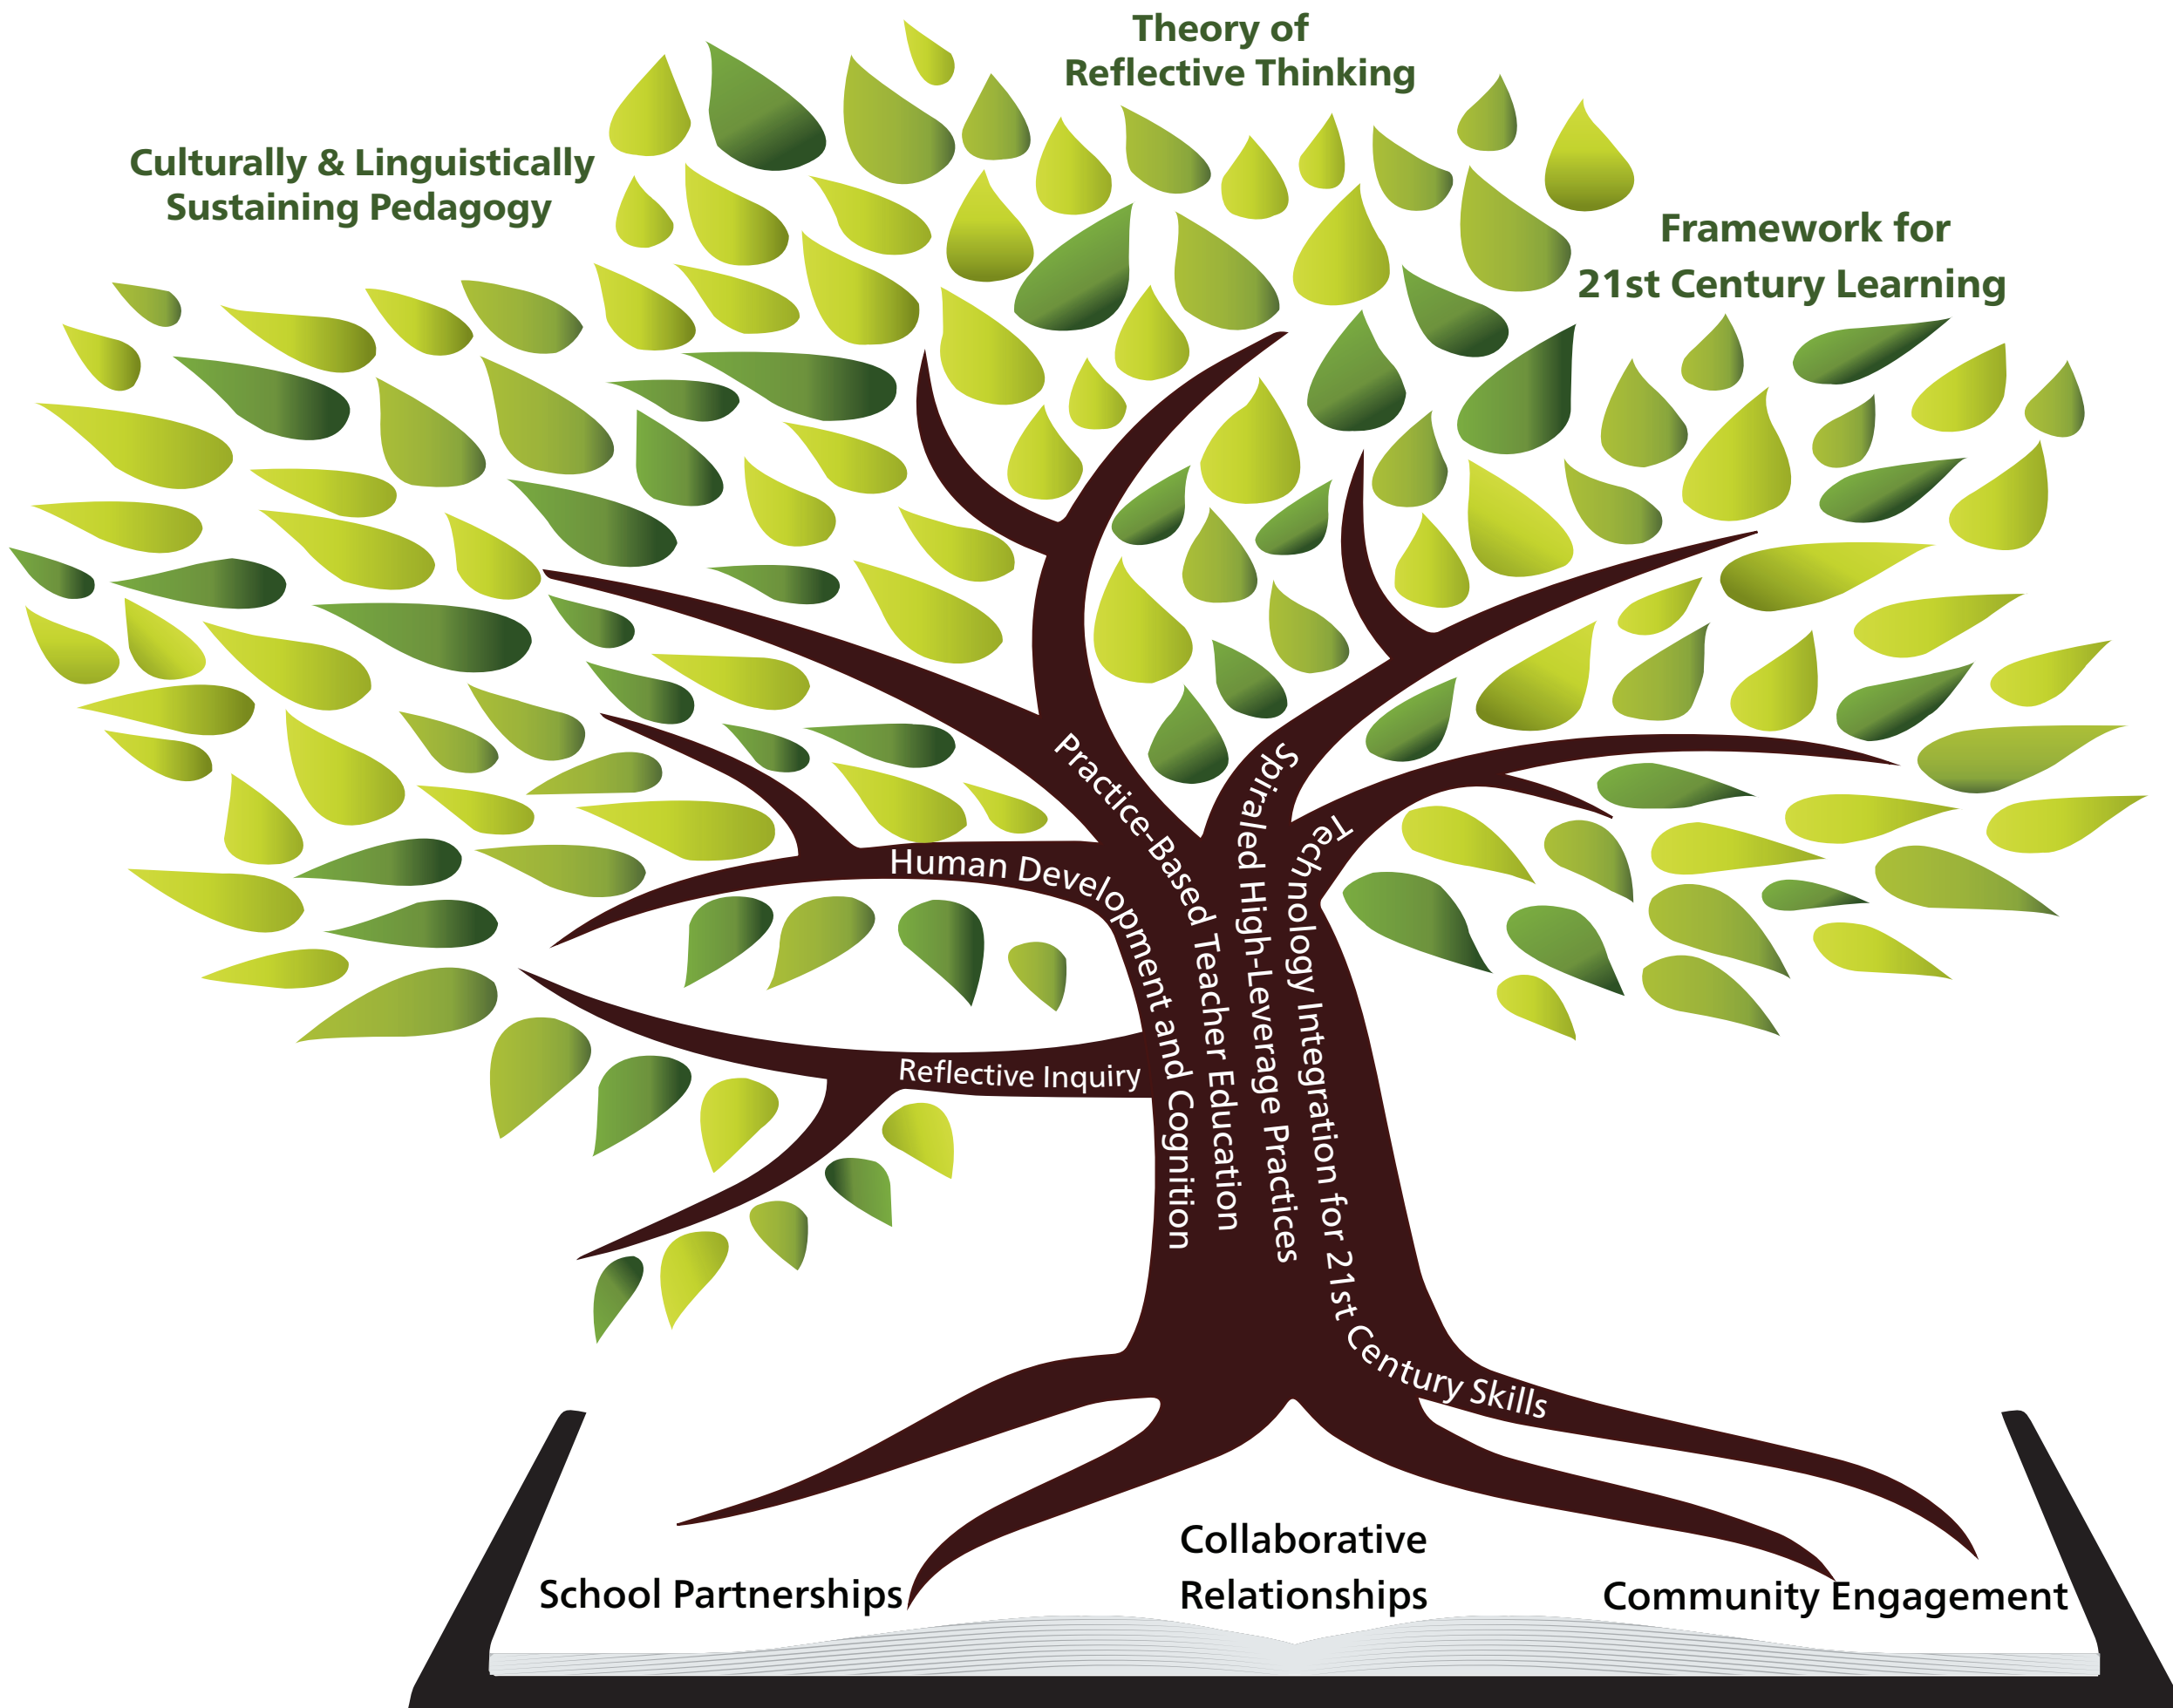 Theory of
Reflective Thinking
Culturally & Linguistically
Sustaining Pedagogy
Framework for
21st Century Learning
Practice-Based Teacher Education
Spiraled High-Leverage Practices
Technology Integration for 21st Century Skills
Human Development and Cognition
Reflective Inquiry
Collaborative
Relationships
School Partnerships
Community Engagement